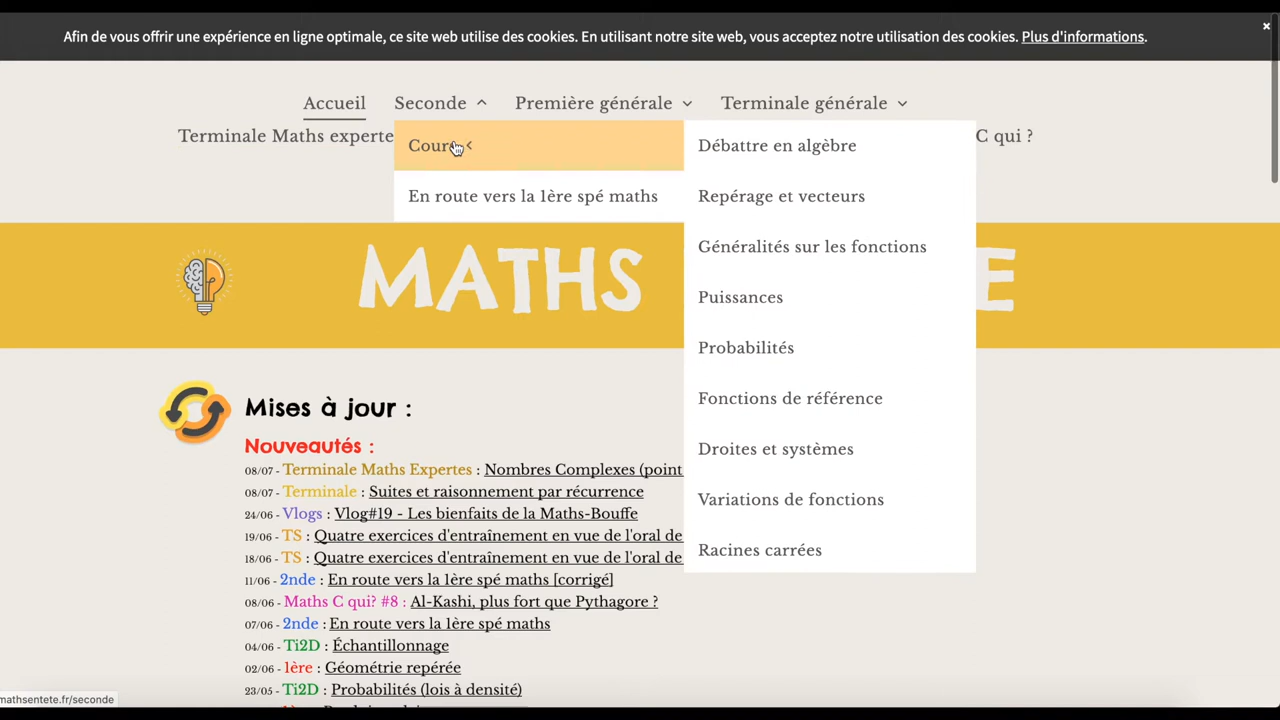 Afin de vous offrir une expérience en ligne optimale, ce site web utilise des cookies. En utilisant notre site web, vous acceptez notre utilisation des cookies. Plus d'informations.
×
Accueil Seconde Première générale Terminale générale
Terminale Maths experte C qui ?
Cours
En route vers la 1ère spé maths
Débattre en algèbre
Repérage et vecteurs
Généralités sur les fonctions
Puissances
Probabilités
Fonctions de référence
Droites et systèmes
Variations de fonctions
Racines carrées
MATHS E
Mises à jour :
Nouveautés :
08/07 - Terminale Maths Expertes : Nombres Complexes (point
08/07 - Terminale : Suites et raisonnement par récurrence
24/06 - Vlogs : Vlog#19 - Les bienfaits de la Maths-Bouffe
19/06 - TS : Quatre exercices d'entraînement en vue de l'oral de
18/06 - TS : Quatre exercices d'entraînement en vue de l'oral de
11/06 - 2nde : En route vers la 1ère spé maths [corrigé]
08/06 - Maths C qui? #8 : Al-Kashi, plus fort que Pythagore ?
07/06 - 2nde : En route vers la 1ère spé maths
04/06 - Ti2D : Échantillonnage
02/06 - 1ère : Géométrie repérée
23/05 - Ti2D : Probabilités (lois à densité)
mathsentete.fr/seconde